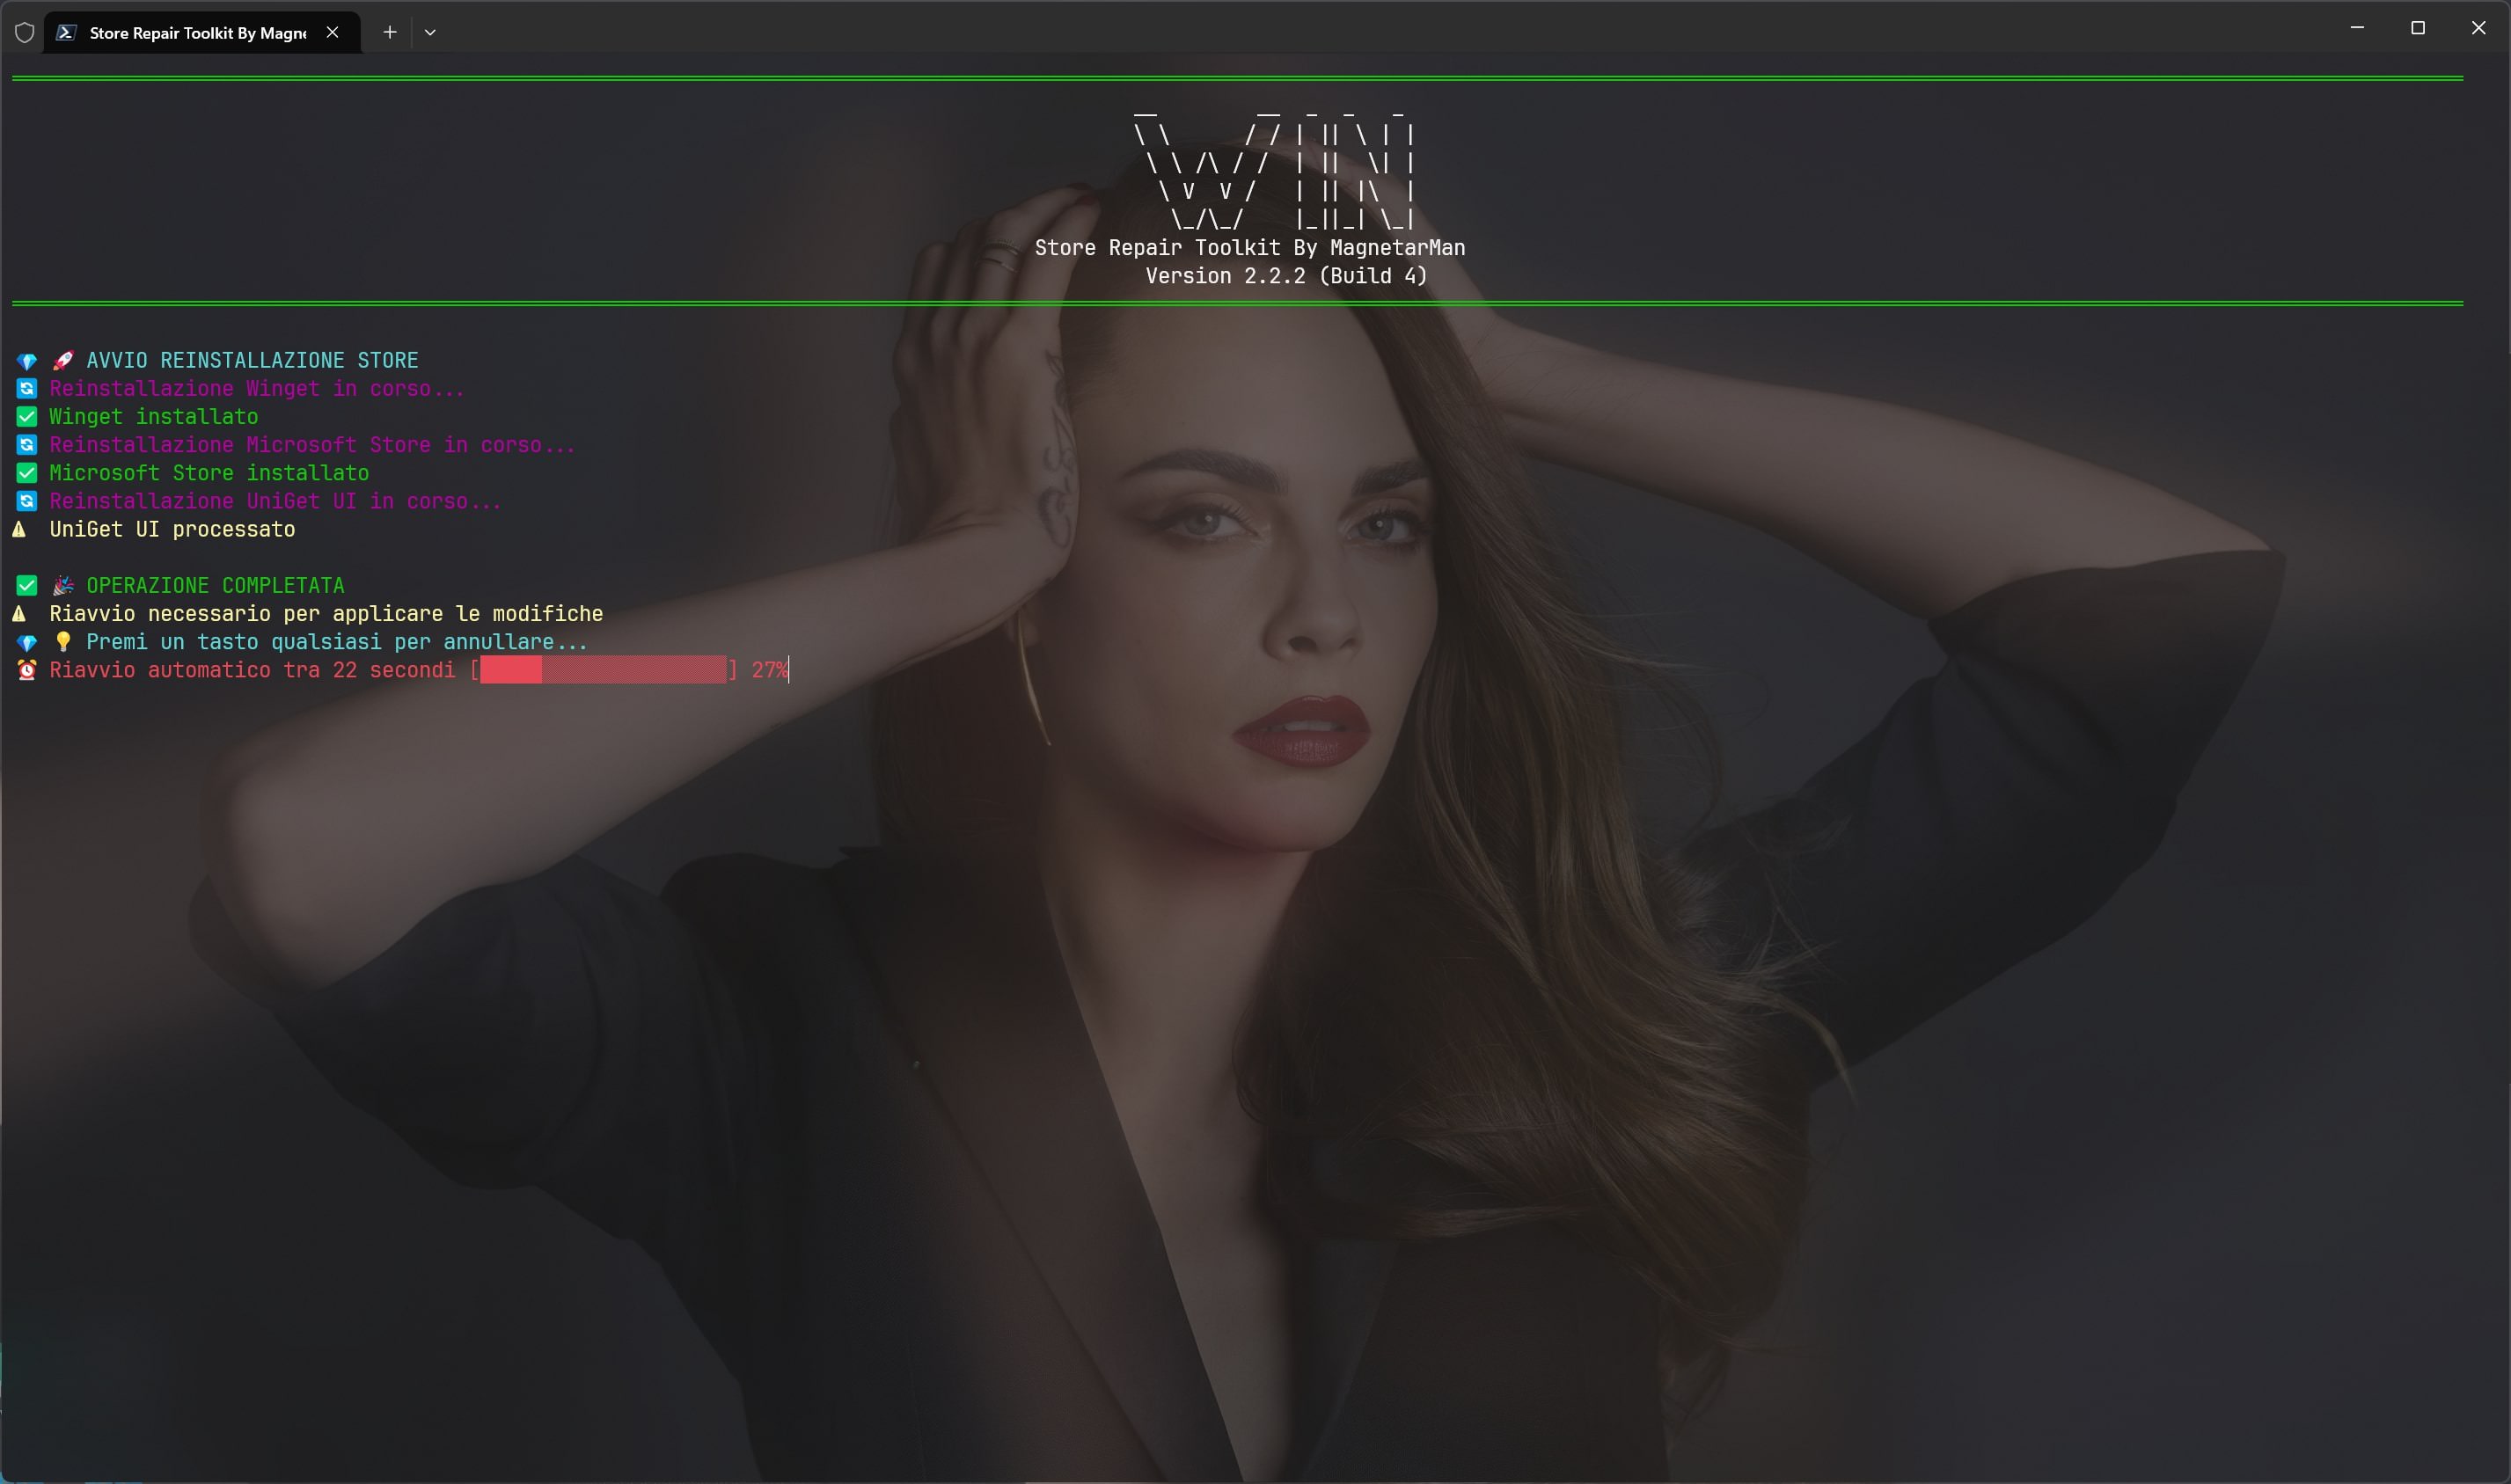 Store Repair Toolkit By Magne
WIN
Store Repair Toolkit By MagnetarMan
Version 2.2.2 (Build 4)
💎 🚀 AVVIO REINSTALLAZIONE STORE
🔄 Reinstallazione Winget in corso...
✅ Winget installato
🔄 Reinstallazione Microsoft Store in corso...
✅ Microsoft Store installato
🔄 Reinstallazione UniGet UI in corso...
⚠ UniGet UI processato
✅ 🎉 OPERAZIONE COMPLETATA
⚠ Riavvio necessario per applicare le modifiche
💎 💡 Premi un tasto qualsiasi per annullare...
⏰ Riavvio automatico tra 22 secondi [█████▒▒▒▒▒▒▒▒▒▒▒▒▒▒▒] 27%